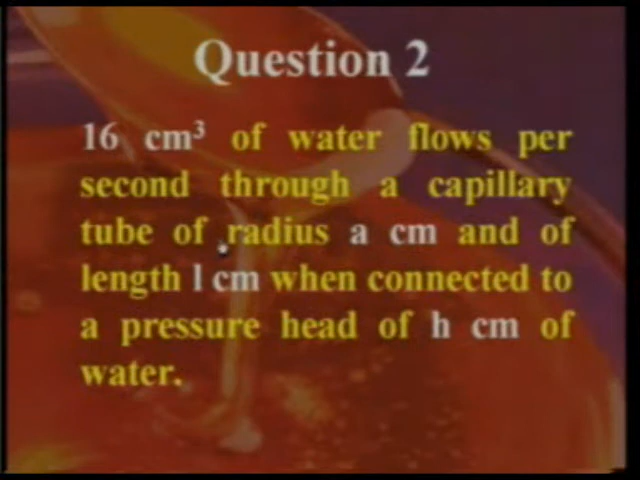 Question 2
16 cm³ of water flows per
second through a capillary
tube of radius a cm and of
length l cm when connected to
a pressure head of h cm of
water.